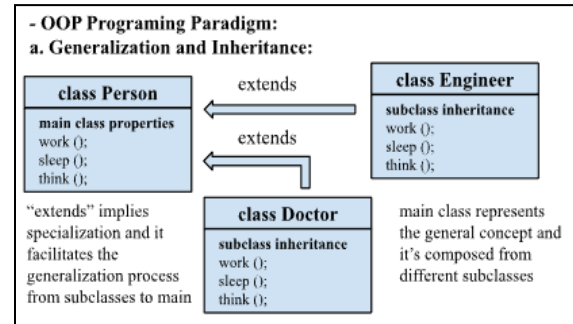 - OOP Programing Paradigm:
a. Generalization and Inheritance:
class Person
main class properties
work ();
sleep ();
think ();
extends
extends
class Engineer
subclass inheritance
work ();
sleep ();
think ();
“extends” implies
specialization and it
facilitates the
generalization process
from subclasses to main
class Doctor
subclass inheritance
work ();
sleep ();
think ();
main class represents
the general concept and
it’s composed from
different subclasses